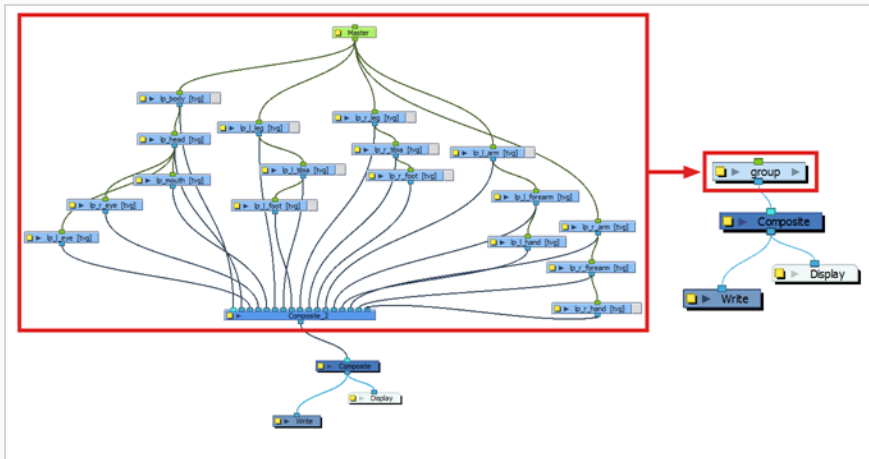 Master
lp_body [tvg]
lp_r_leg [tvg]
lp_l_leg [tvg]
lp_head [tvg]
lp_r_tibia [tvg]
lp_l_arm [tvg]
lp_l_tibia [tvg]
lp_r_foot [tvg]
lp_mouth [tvg]
lp_l_forearm [tvg]
lp_r_eye [tvg]
lp_l_foot [tvg]
lp_r_arm [tvg]
lp_l_eye [tvg]
lp_l_hand [tvg]
lp_r_forearm [tvg]
lp_r_hand [tvg]
Composite_2
Composite
Display
Write
group
Composite
Display
Write